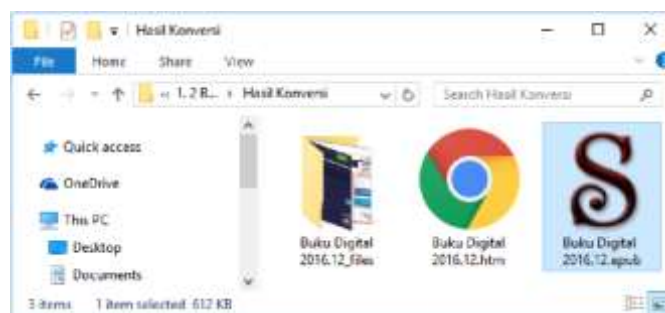 Hasil Konversi
File Home Share View
« 1. 2 B... › Hasil Konversi Search Hasil Konversi
Quick access
OneDrive
This PC
Desktop
Documents
Buku Digital
2016.12_files
Buku Digital
2016.12.htm
S
Buku Digital
2016.12.epub
3 items 1 item selected 612 KB